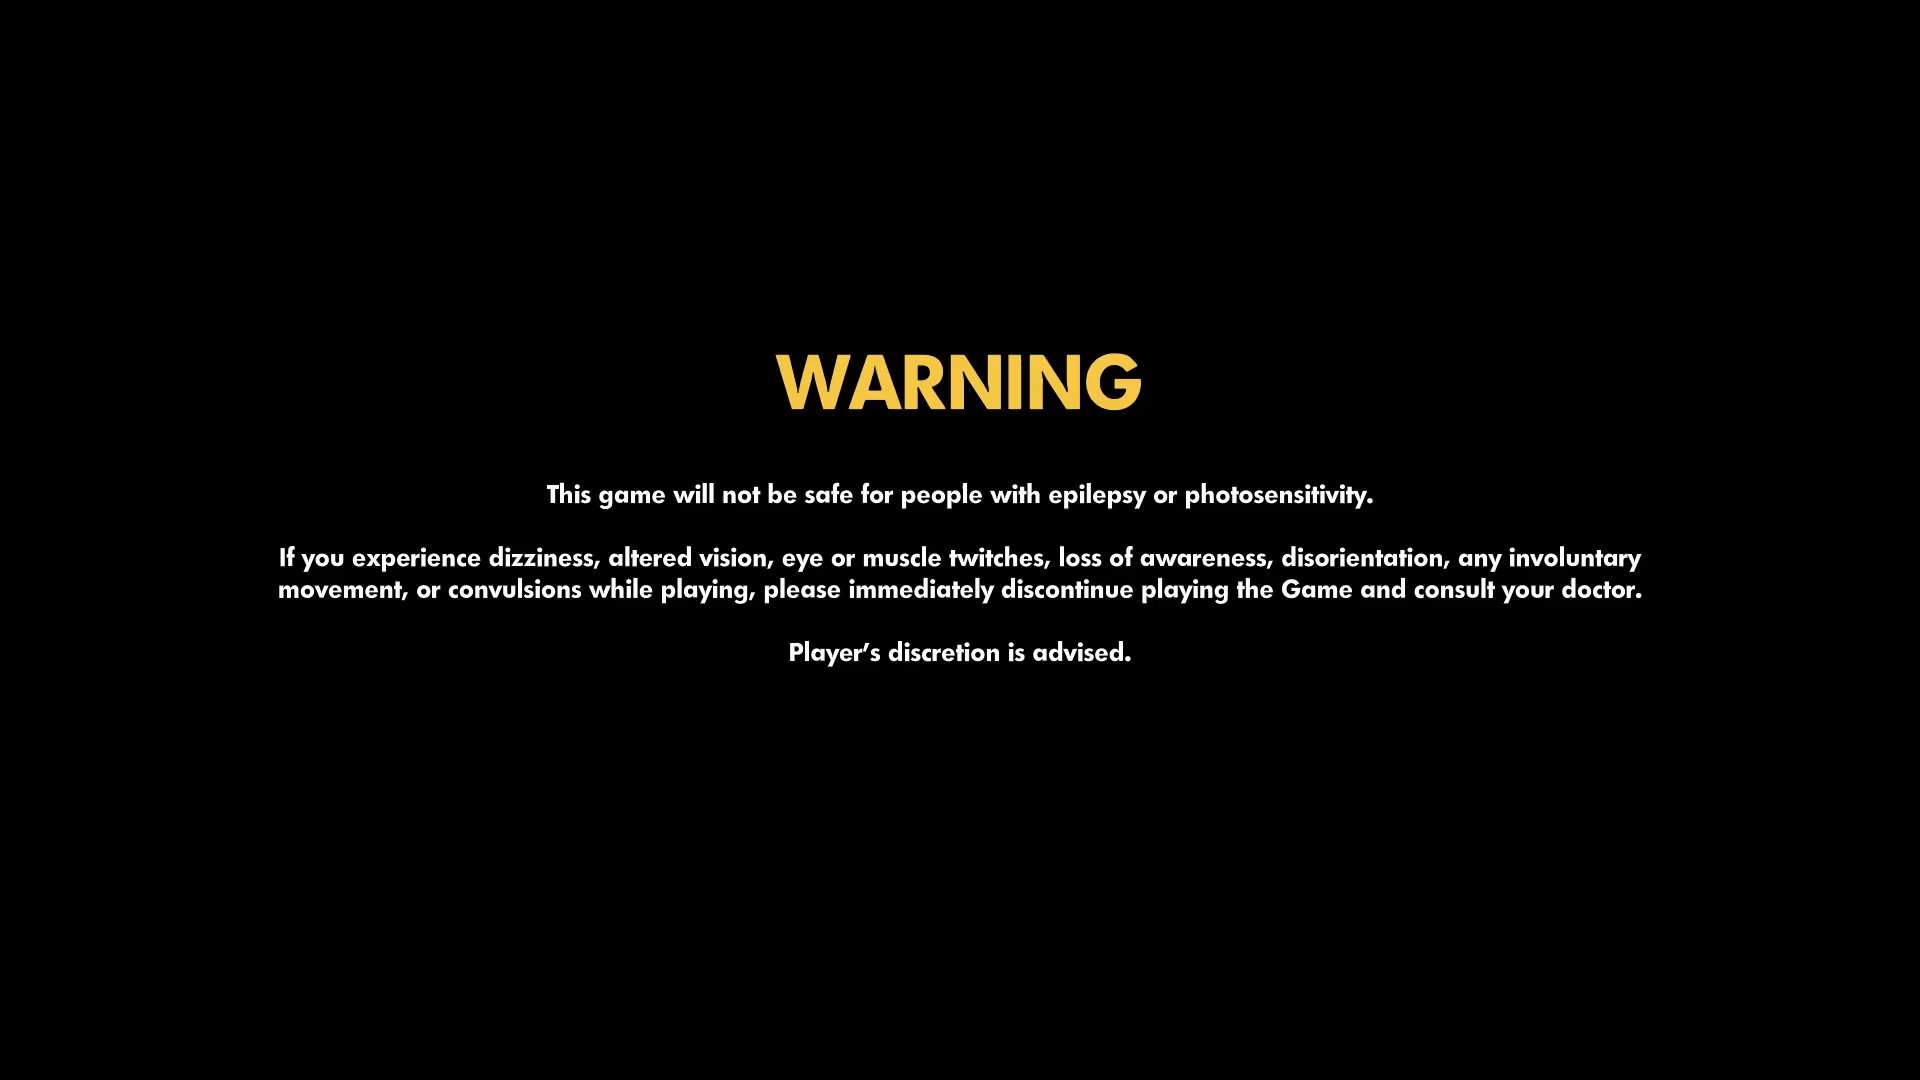 WARNING
This game will not be safe for people with epilepsy or photosensitivity.
If you experience dizziness, altered vision, eye or muscle twitches, loss of awareness, disorientation, any involuntary
movement, or convulsions while playing, please immediately discontinue playing the Game and consult your doctor.
Player’s discretion is advised.